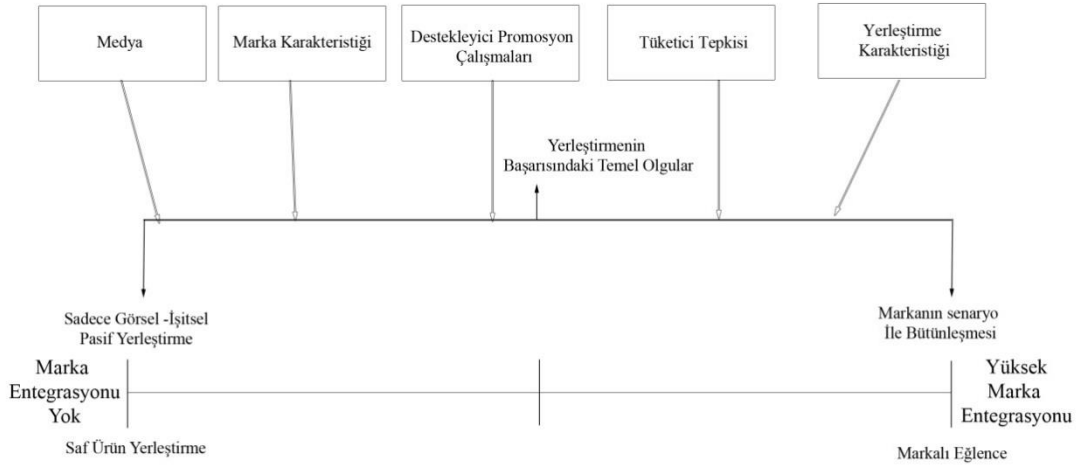 Medya
Marka Karakteristiği
Destekleyici Promosyon
Çalışmaları
Tüketici Tepkisi
Yerleştirme
Karakteristiği
Yerleştirmenin
Başarısındaki Temel Olgular
Sadece Görsel -İşitsel
Pasif Yerleştirme
Markanın senaryo
İle Bütünleşmesi
Marka
Entegrasyonu
Yok
Yüksek
Marka
Entegrasyonu
Saf Ürün Yerleştirme
Markalı Eğlence